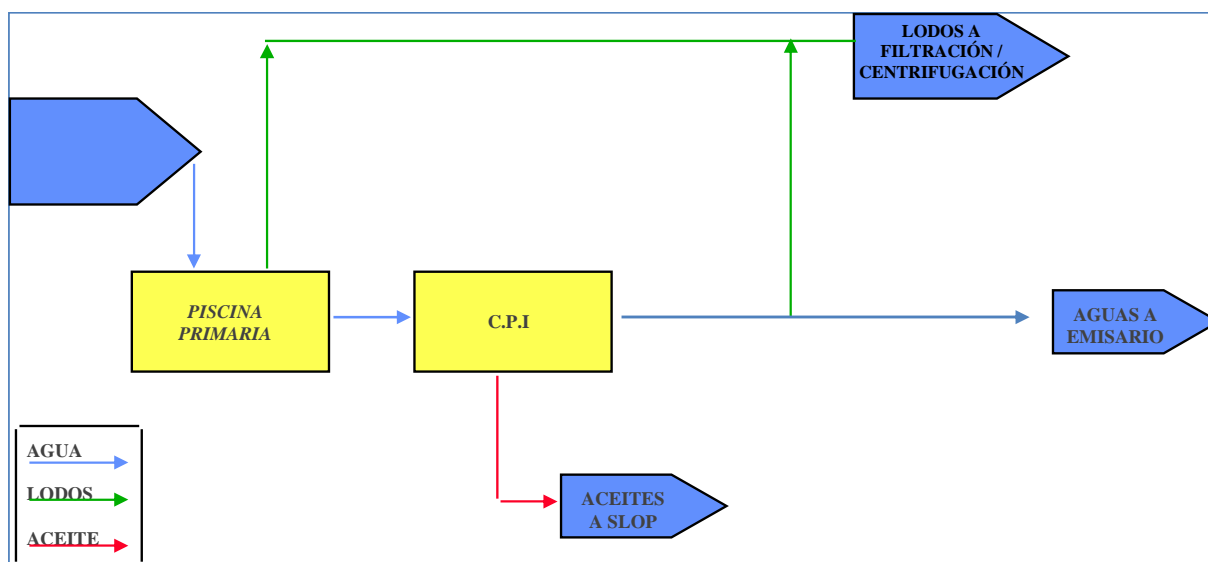 LODOS A
FILTRACIÓN /
CENTRIFUGACIÓN
PISCINA
PRIMARIA
C.P.I
AGUAS A
EMISARIO
AGUA
LODOS
ACEITE
ACEITES
A SLOP